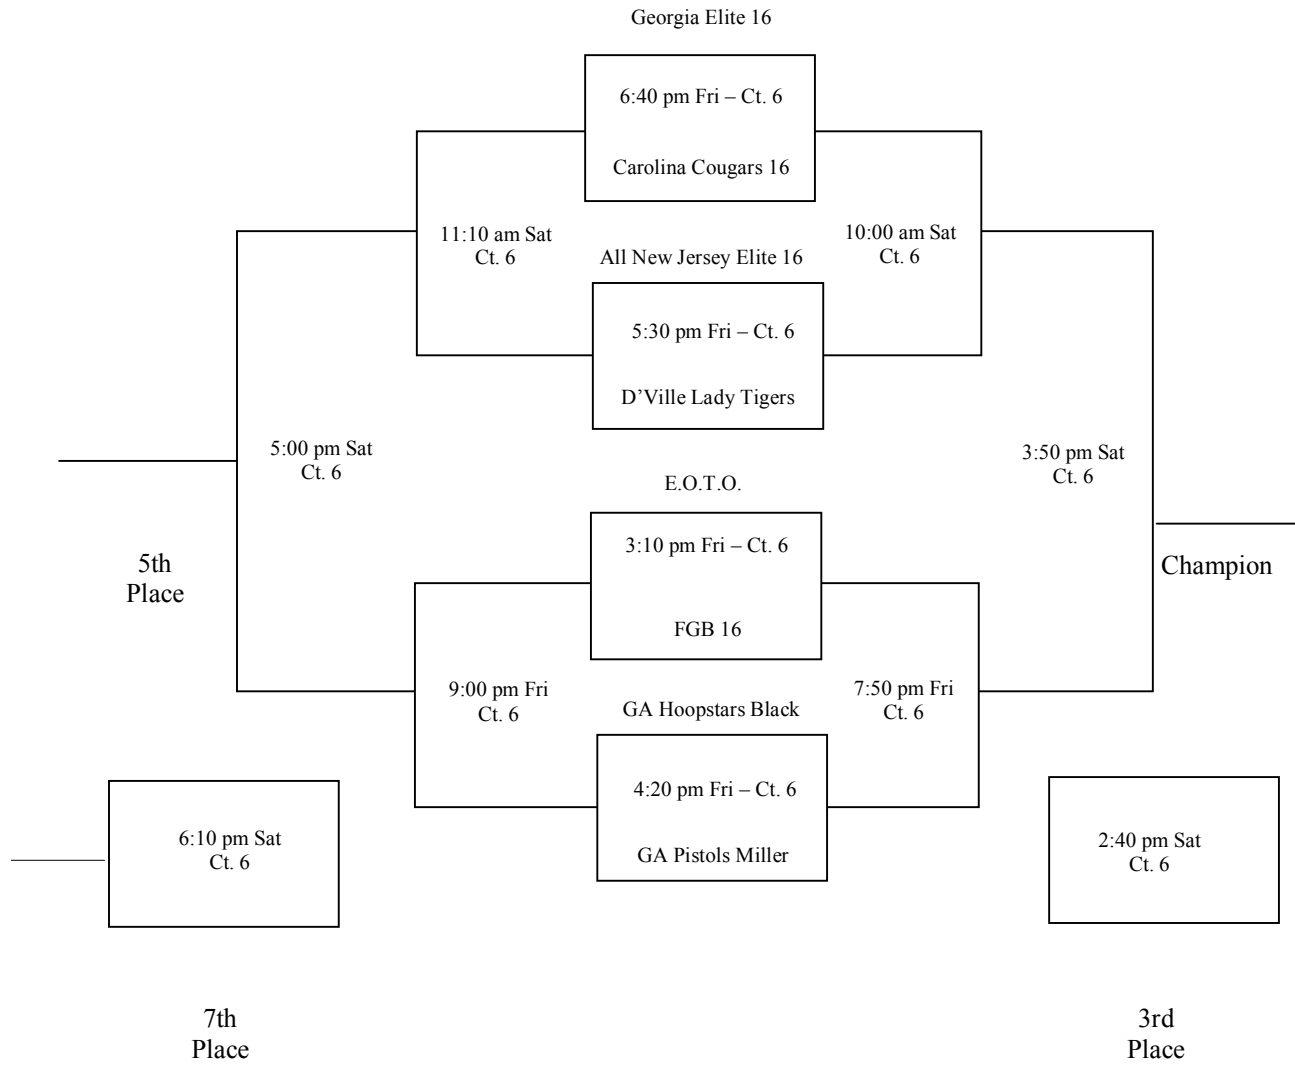 Georgia Elite 16
6:40 pm Fri – Ct. 6
Carolina Cougars 16
11:10 am Sat
Ct. 6
10:00 am Sat
Ct. 6
All New Jersey Elite 16
5:30 pm Fri – Ct. 6
D’Ville Lady Tigers
5:00 pm Sat
Ct. 6
3:50 pm Sat
Ct. 6
E.O.T.O.
3:10 pm Fri – Ct. 6
5th
Place
Champion
FGB 16
9:00 pm Fri
Ct. 6
7:50 pm Fri
Ct. 6
GA Hoopstars Black
4:20 pm Fri – Ct. 6
GA Pistols Miller
6:10 pm Sat
Ct. 6
2:40 pm Sat
Ct. 6
7th
Place
3rd
Place